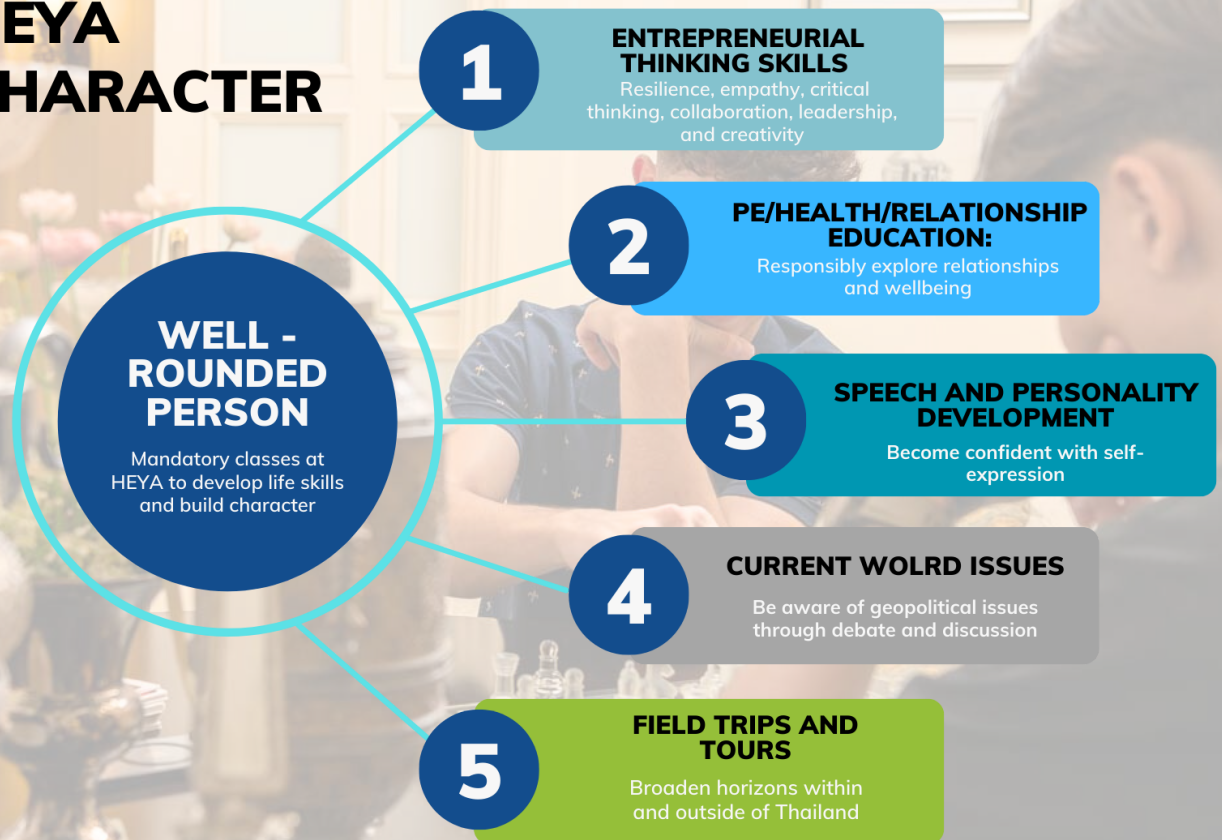 EYA
HARACTER
1
ENTREPRENEURIAL
THINKING SKILLS
Resilience, empathy, critical
thinking, collaboration, leadership,
and creativity
2
PE/HEALTH/RELATIONSHIP
EDUCATION:
Responsibly explore relationships
and wellbeing
WELL -
ROUNDED
PERSON
Mandatory classes at
HEYA to develop life skills
and build character
3
SPEECH AND PERSONALITY
DEVELOPMENT
Become confident with self-
expression
4
CURRENT WOLRD ISSUES
Be aware of geopolitical issues
through debate and discussion
5
FIELD TRIPS AND
TOURS
Broaden horizons within
and outside of Thailand